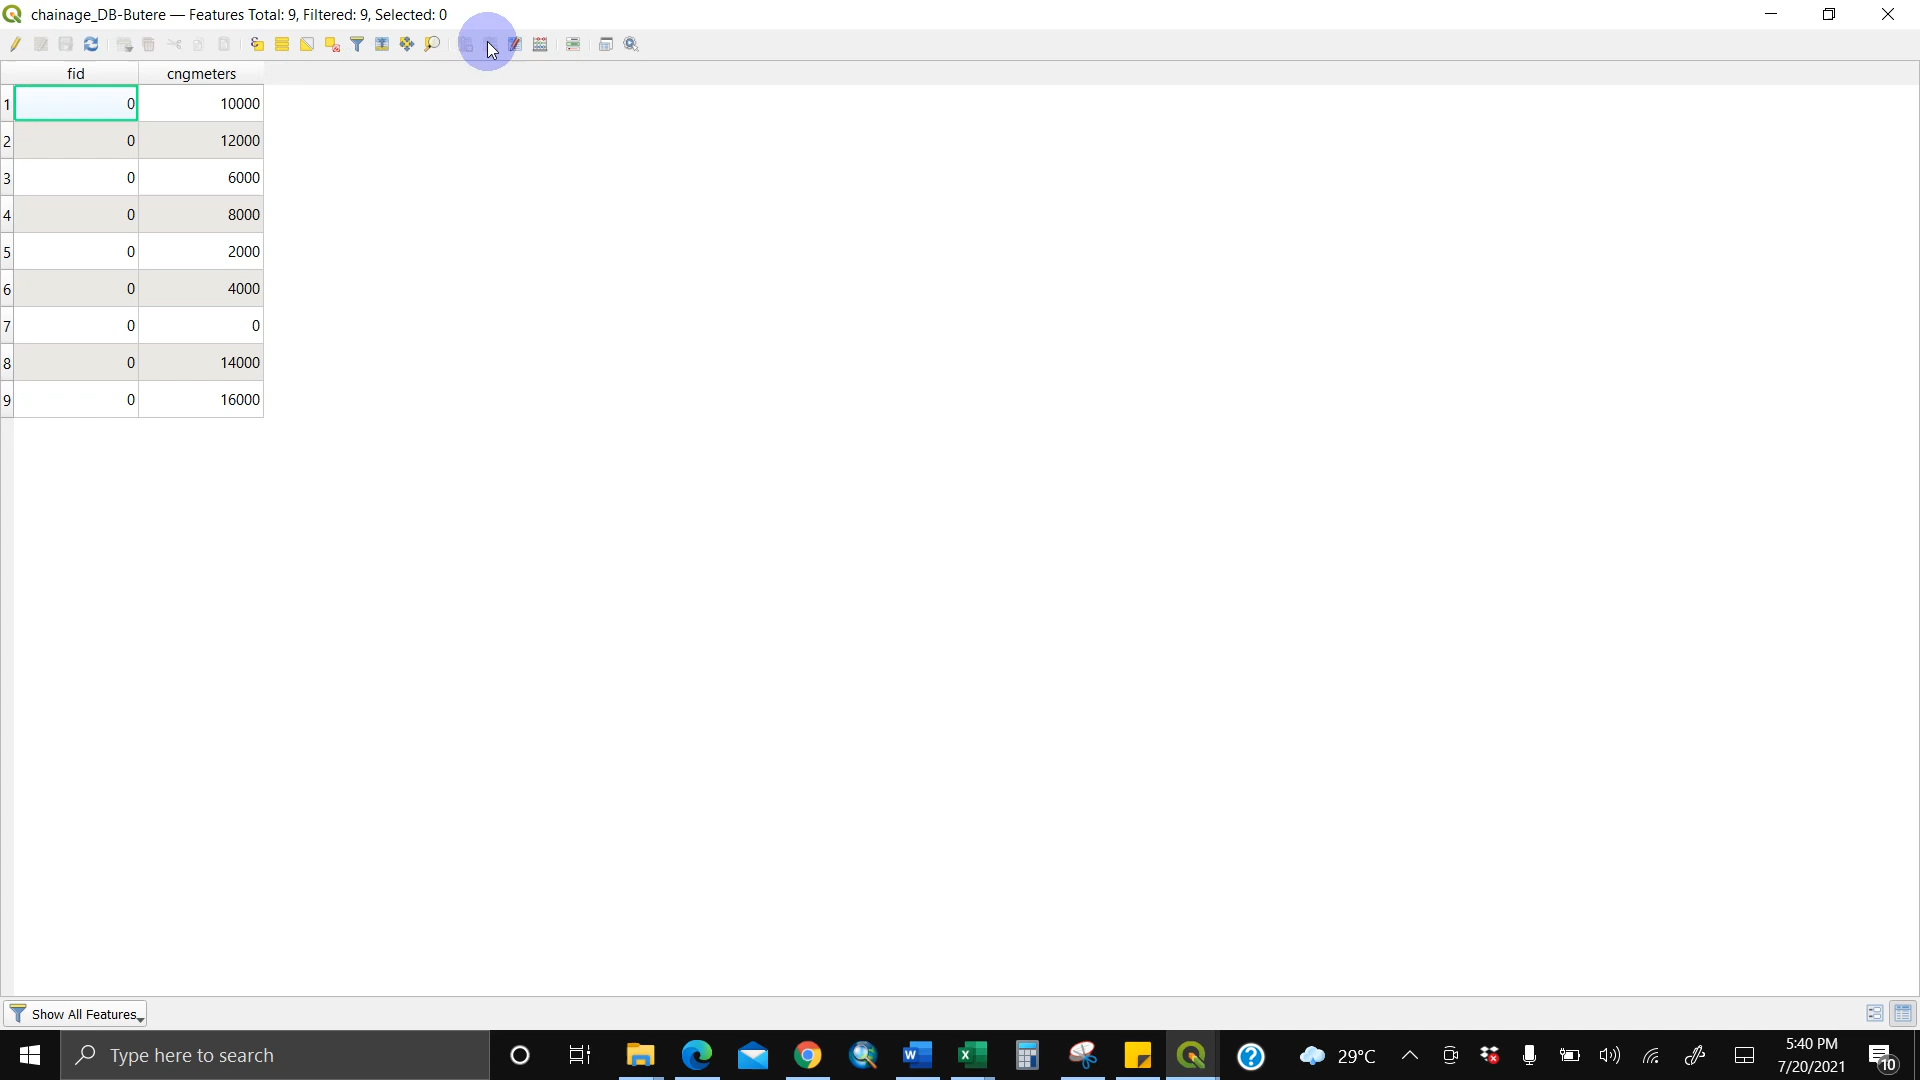 chainage_DB-Butere — Features Total: 9, Filtered: 9, Selected: 0
fid cngmeters
1 0 10000
2 0 12000
3 0 6000
4 0 8000
5 0 2000
6 0 4000
7 0 0
8 0 14000
9 0 16000
Show All Features
Type here to search
29°C
5:40 PM
7/20/2021
10